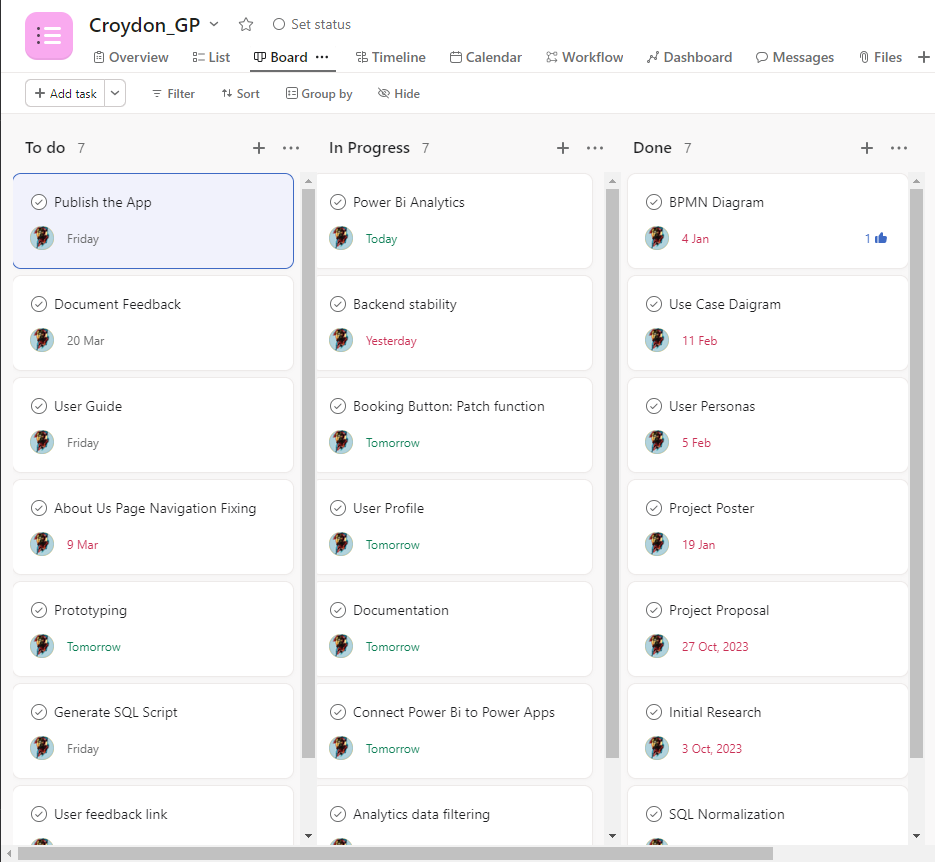 Croydon_GP
Set status
Overview
List
Board
Timeline
Calendar
Workflow
Dashboard
Messages
Files
Add task
Filter
Sort
Group by
Hide
To do 7
Publish the App
Friday
Document Feedback
20 Mar
User Guide
Friday
About Us Page Navigation Fixing
9 Mar
Prototyping
Tomorrow
Generate SQL Script
Friday
User feedback link
In Progress 7
Power Bi Analytics
Today
Backend stability
Yesterday
Booking Button: Patch function
Tomorrow
User Profile
Tomorrow
Documentation
Tomorrow
Connect Power Bi to Power Apps
Tomorrow
Analytics data filtering
Done 7
BPMN Diagram
4 Jan
1
Use Case Daigram
11 Feb
User Personas
5 Feb
Project Poster
19 Jan
Project Proposal
27 Oct, 2023
Initial Research
3 Oct, 2023
SQL Normalization